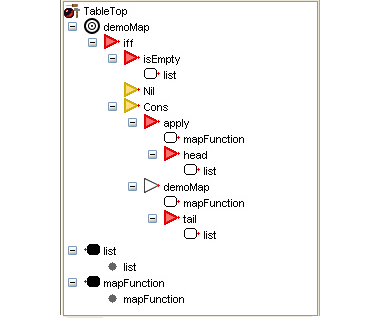 TableTop
demoMap
iff
isEmpty
list
Nil
Cons
apply
mapFunction
head
list
demoMap
mapFunction
tail
list
list
list
mapFunction
mapFunction